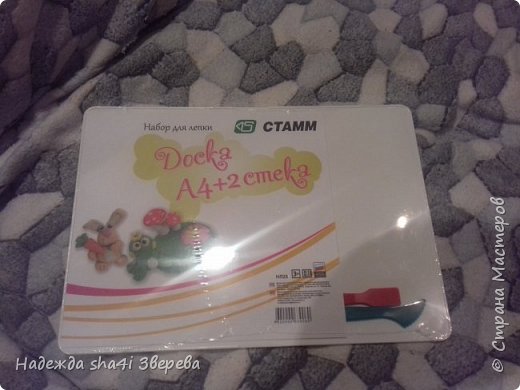 Набор для лепки
СТАММ
Доска
А4+2 стека
Надежда sha4i Зверева
© Страна Мастеров